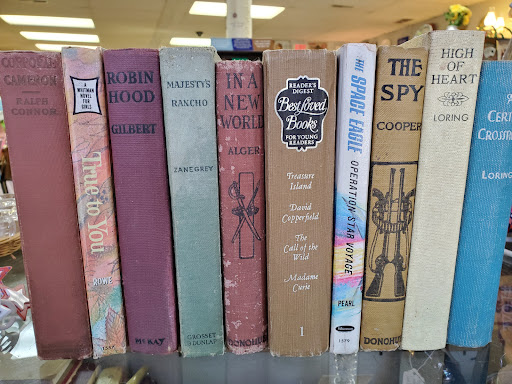 CORPORAL
CAMERON
RALPH
CONNOR
A
WHITMAN
NOVEL FOR
GIRLS
True to You
ROWE
ROBIN
HOOD
GILBERT
McKAY
MAJESTY'S
RANCHO
ZANE GREY
GROSSET
& DUNLAP
IN A
NEW
WORLD
ALGER
DONOHUE
READER'S
DIGEST
Best Loved
Books
FOR YOUNG
READERS
Treasure
Island
David
Copperfield
The
Call of the
Wild
Madame
Curie
1
THE SPACE EAGLE
OPERATION STAR VOYAGE
PEARL
THE
SPY
COOPER
DONOHUE
HIGH OF
HEART
LORING
CERT
CROSSR
LORING